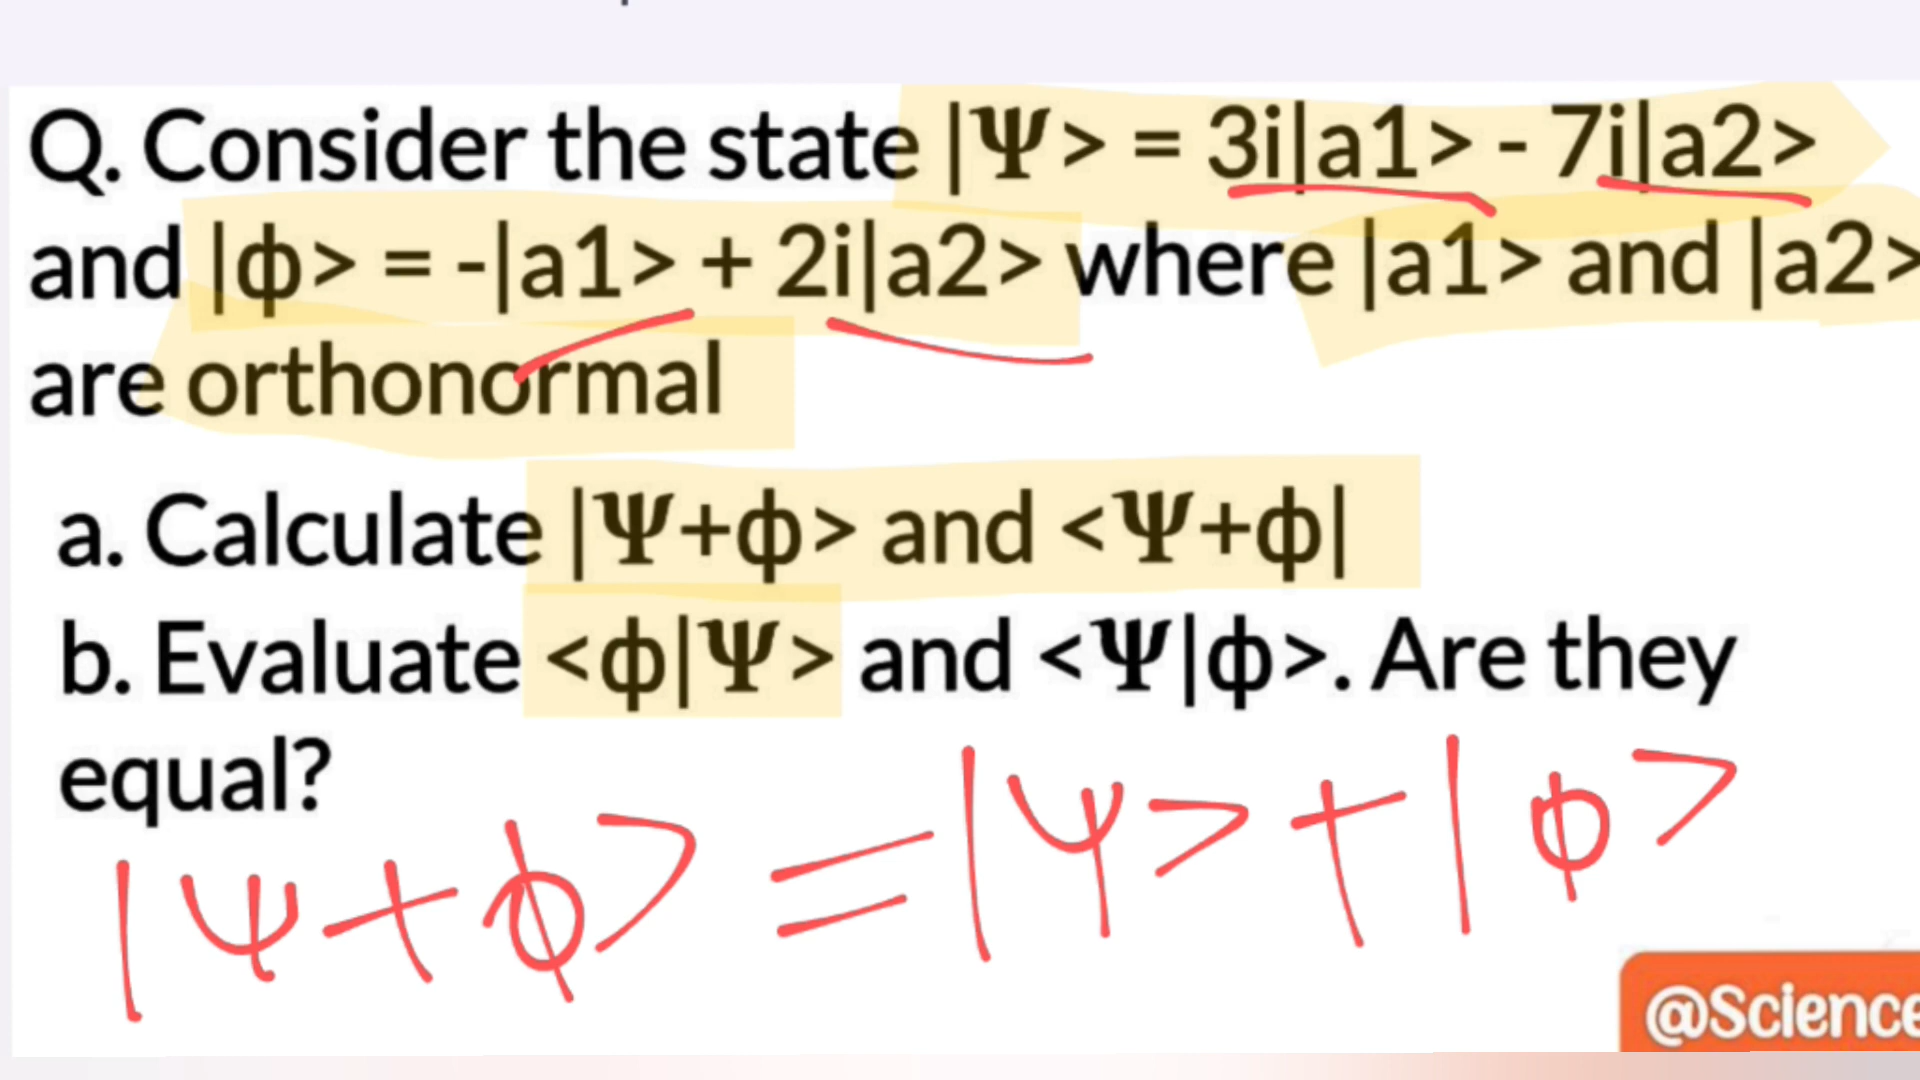 Q. Consider the state |Ψ> = 3i|a1> - 7i|a2>
and |ϕ> = -|a1> + 2i|a2> where |a1> and |a2>
are orthonormal
a. Calculate |Ψ+ϕ> and <Ψ+ϕ|
b. Evaluate <ϕ|Ψ> and <Ψ|ϕ>. Are they
equal?
|Ψ+ϕ> = |Ψ> + |ϕ>
@Science